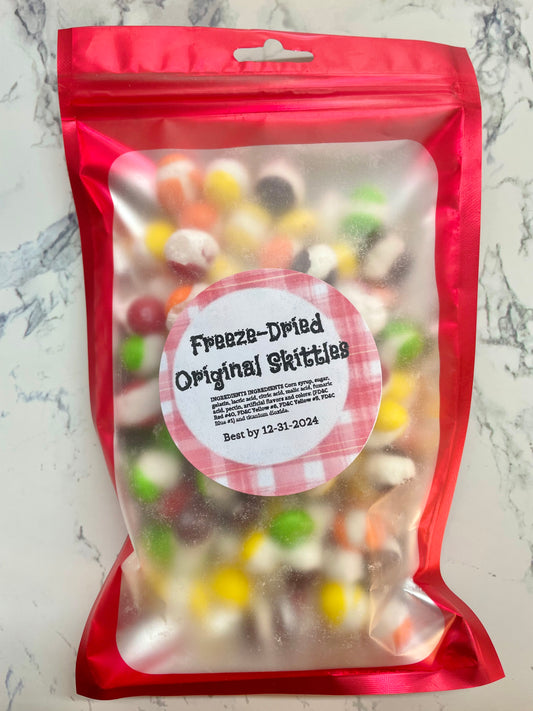 Freeze-Dried
Original Skittles
INGREDIENTS INGREDIENTS Corn syrup, sugar,
gelatin, lactic acid, citric acid, malic acid, fumaric
acid, pectin, artificial flavors and colors: (FD&C
Red #40, FD&C Yellow #6, FD&C Yellow #5, FD&C
Blue #1) and titanium dioxide.
Best by 12-31-2024